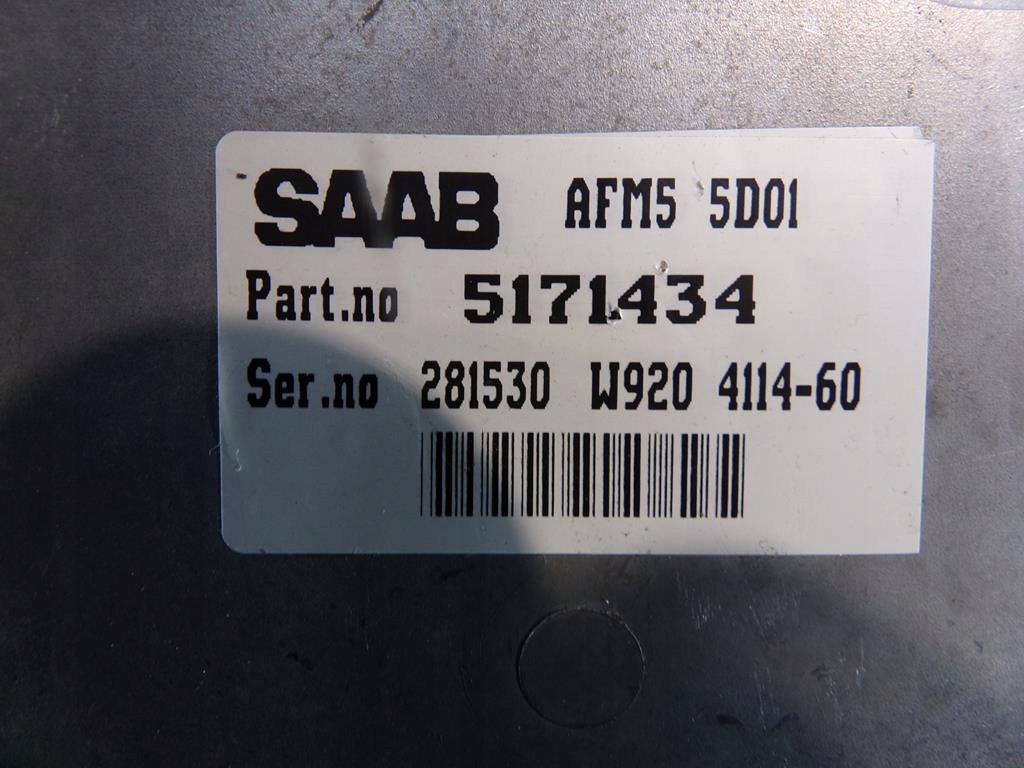 SAAB AFM5 5D01
Part.no 5171434
Ser.no 281530 W920 4114-60